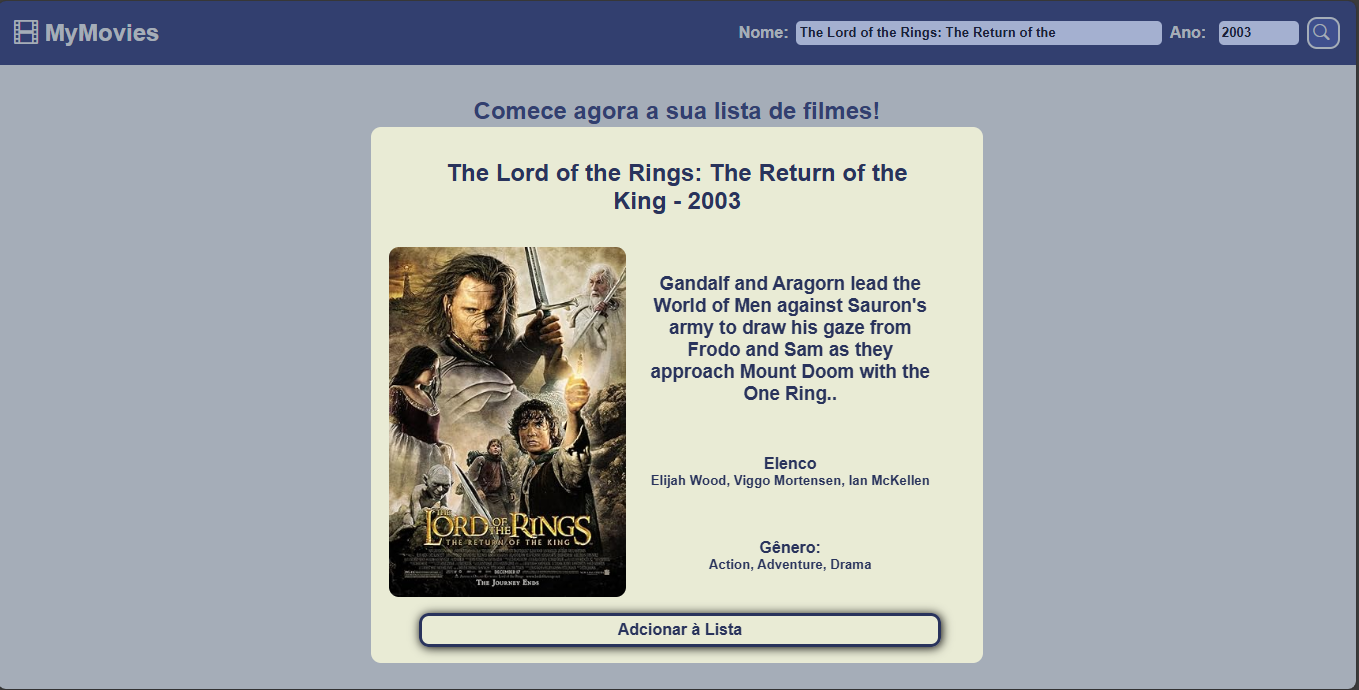 MyMovies
Nome: The Lord of the Rings: The Return of the Ano: 2003
Comece agora a sua lista de filmes!
The Lord of the Rings: The Return of the
King - 2003
Gandalf and Aragorn lead the
World of Men against Sauron's
army to draw his gaze from
Frodo and Sam as they
approach Mount Doom with the
One Ring..
Elenco
Elijah Wood, Viggo Mortensen, Ian McKellen
Gênero:
Action, Adventure, Drama
THE
LORD OF THE RINGS
THE RETURN OF THE KING
DECEMBER 17
THE JOURNEY ENDS
Adcionar à Lista